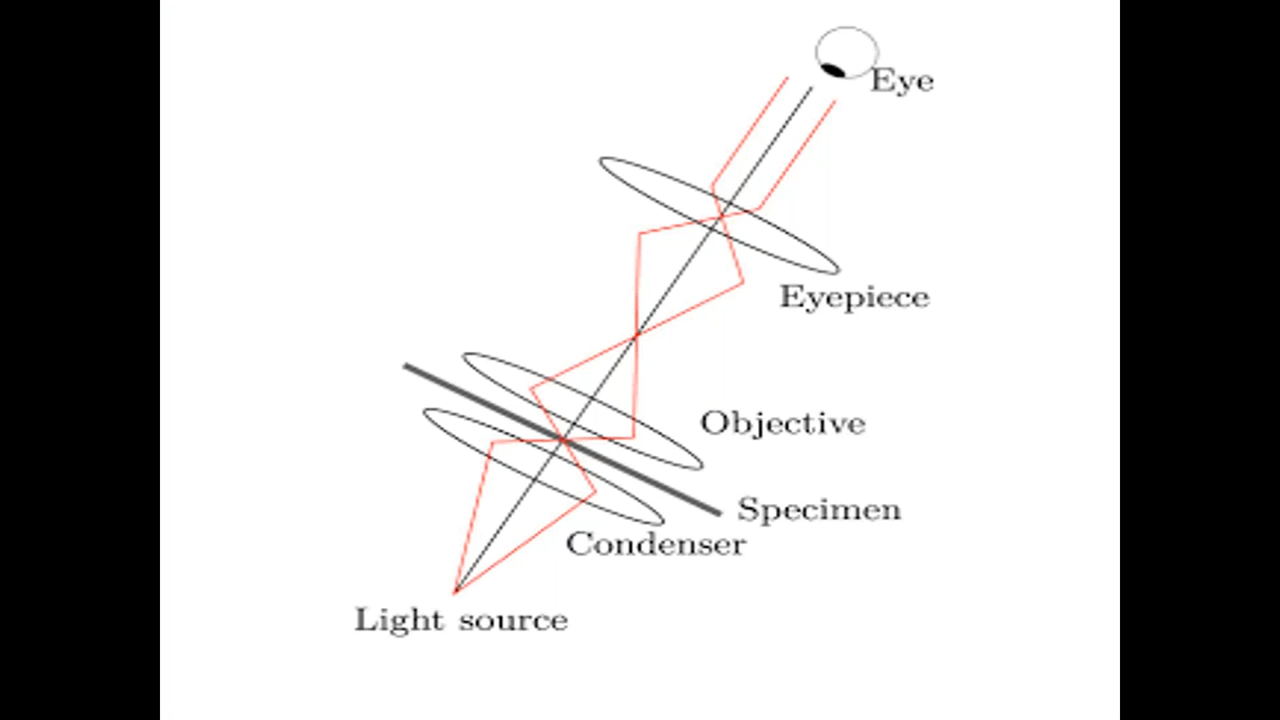 Eye
Eyepiece
Objective
Specimen
Condenser
Light source